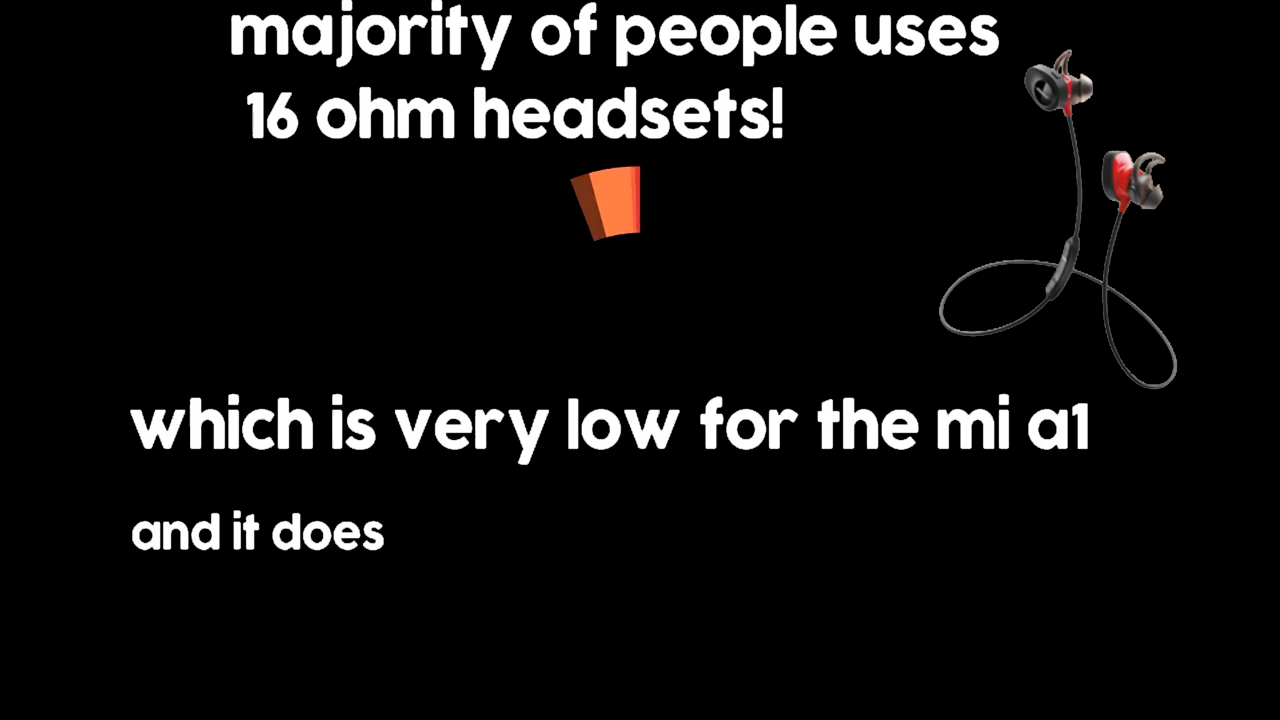 majority of people uses
16 ohm headsets!
which is very low for the mi a1
and it does